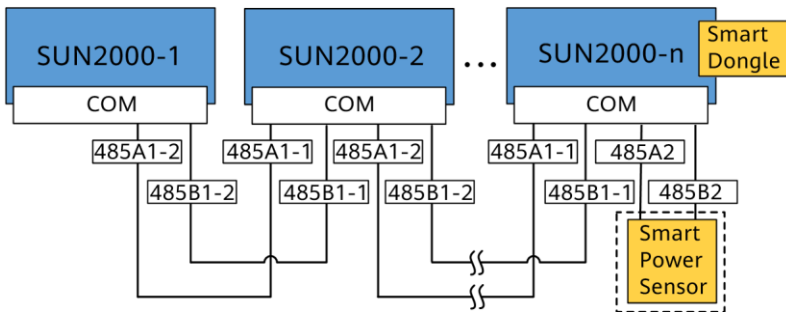 SUN2000-1
SUN2000-2
...
SUN2000-n
Smart
Dongle
COM
COM
COM
485A1-2
485A1-1
485A1-2
485A1-1
485A2
485B1-2
485B1-1
485B1-2
485B1-1
485B2
Smart
Power
Sensor